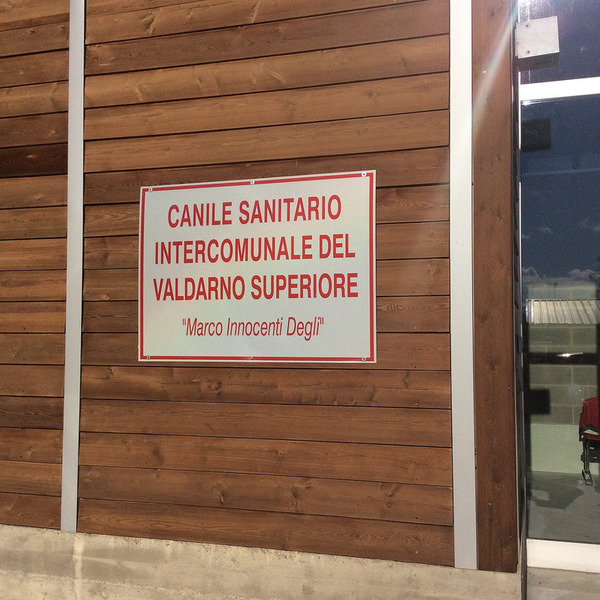 CANILE SANITARIO
INTERCOMUNALE DEL
VALDARNO SUPERIORE
"Marco Innocenti Degli"